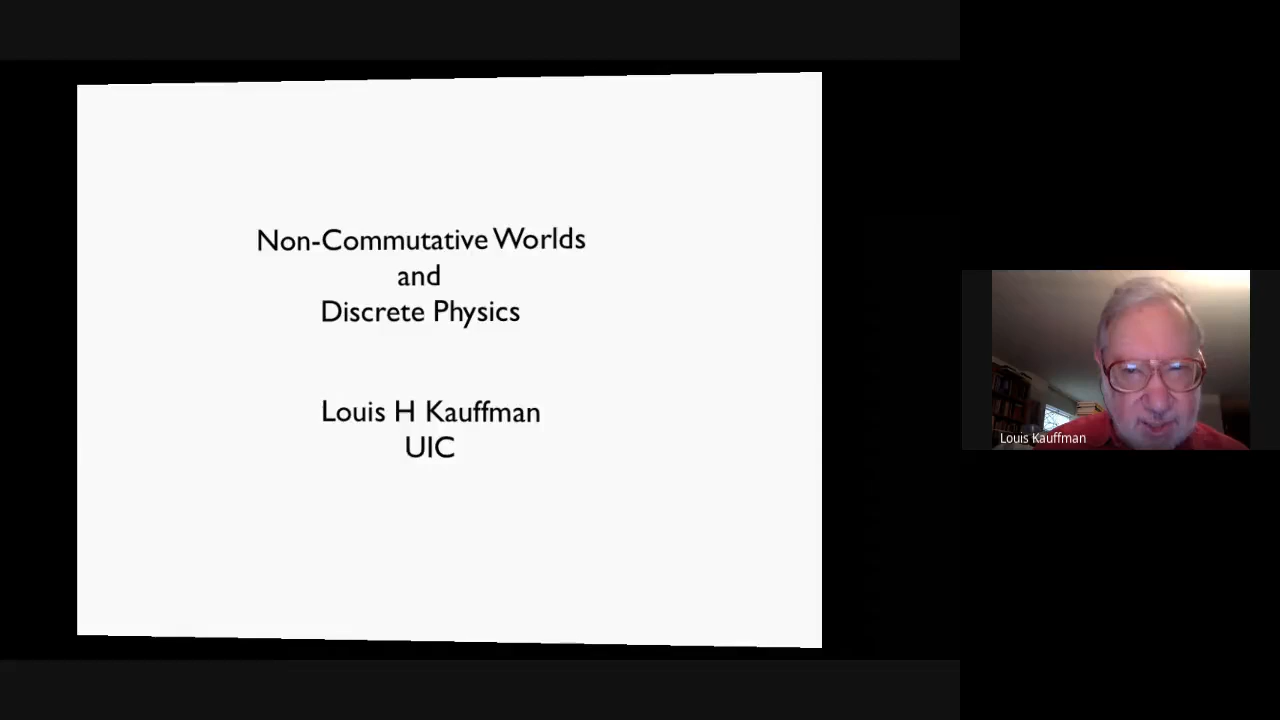 Non-Commutative Worlds
and
Discrete Physics
Louis H Kauffman
UIC
Louis Kauffman